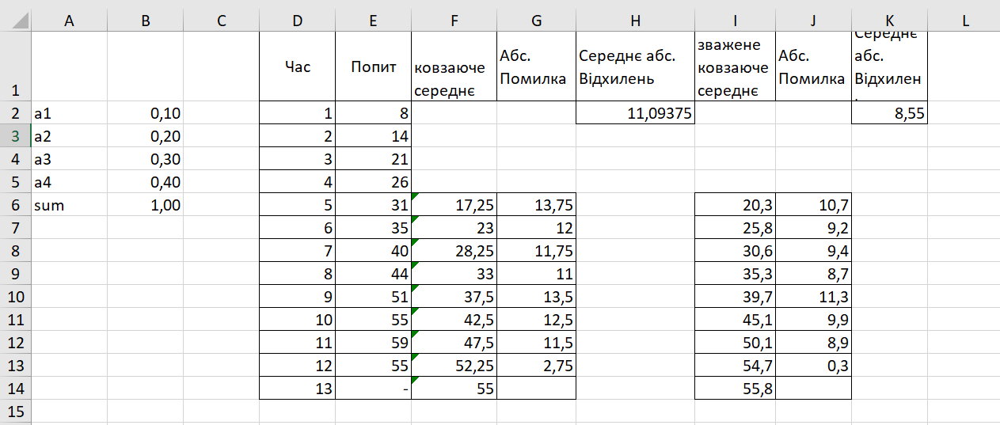 A B C D E F G H I J K L
1 Час Попит ковзаюче середнє Абс. Помилка Середнє абс. Відхилень зважене ковзаюче середнє Абс. Помилка Середнє абс. Відхилен
2 a1 0,10 1 8 11,09375 8,55
3 a2 0,20 2 14
4 a3 0,30 3 21
5 a4 0,40 4 26
6 sum 1,00 5 31 17,25 13,75 20,3 10,7
7 6 35 23 12 25,8 9,2
8 7 40 28,25 11,75 30,6 9,4
9 8 44 33 11 35,3 8,7
10 9 51 37,5 13,5 39,7 11,3
11 10 55 42,5 12,5 45,1 9,9
12 11 59 47,5 11,5 50,1 8,9
13 12 55 52,25 2,75 54,7 0,3
14 13 - 55 55,8
15